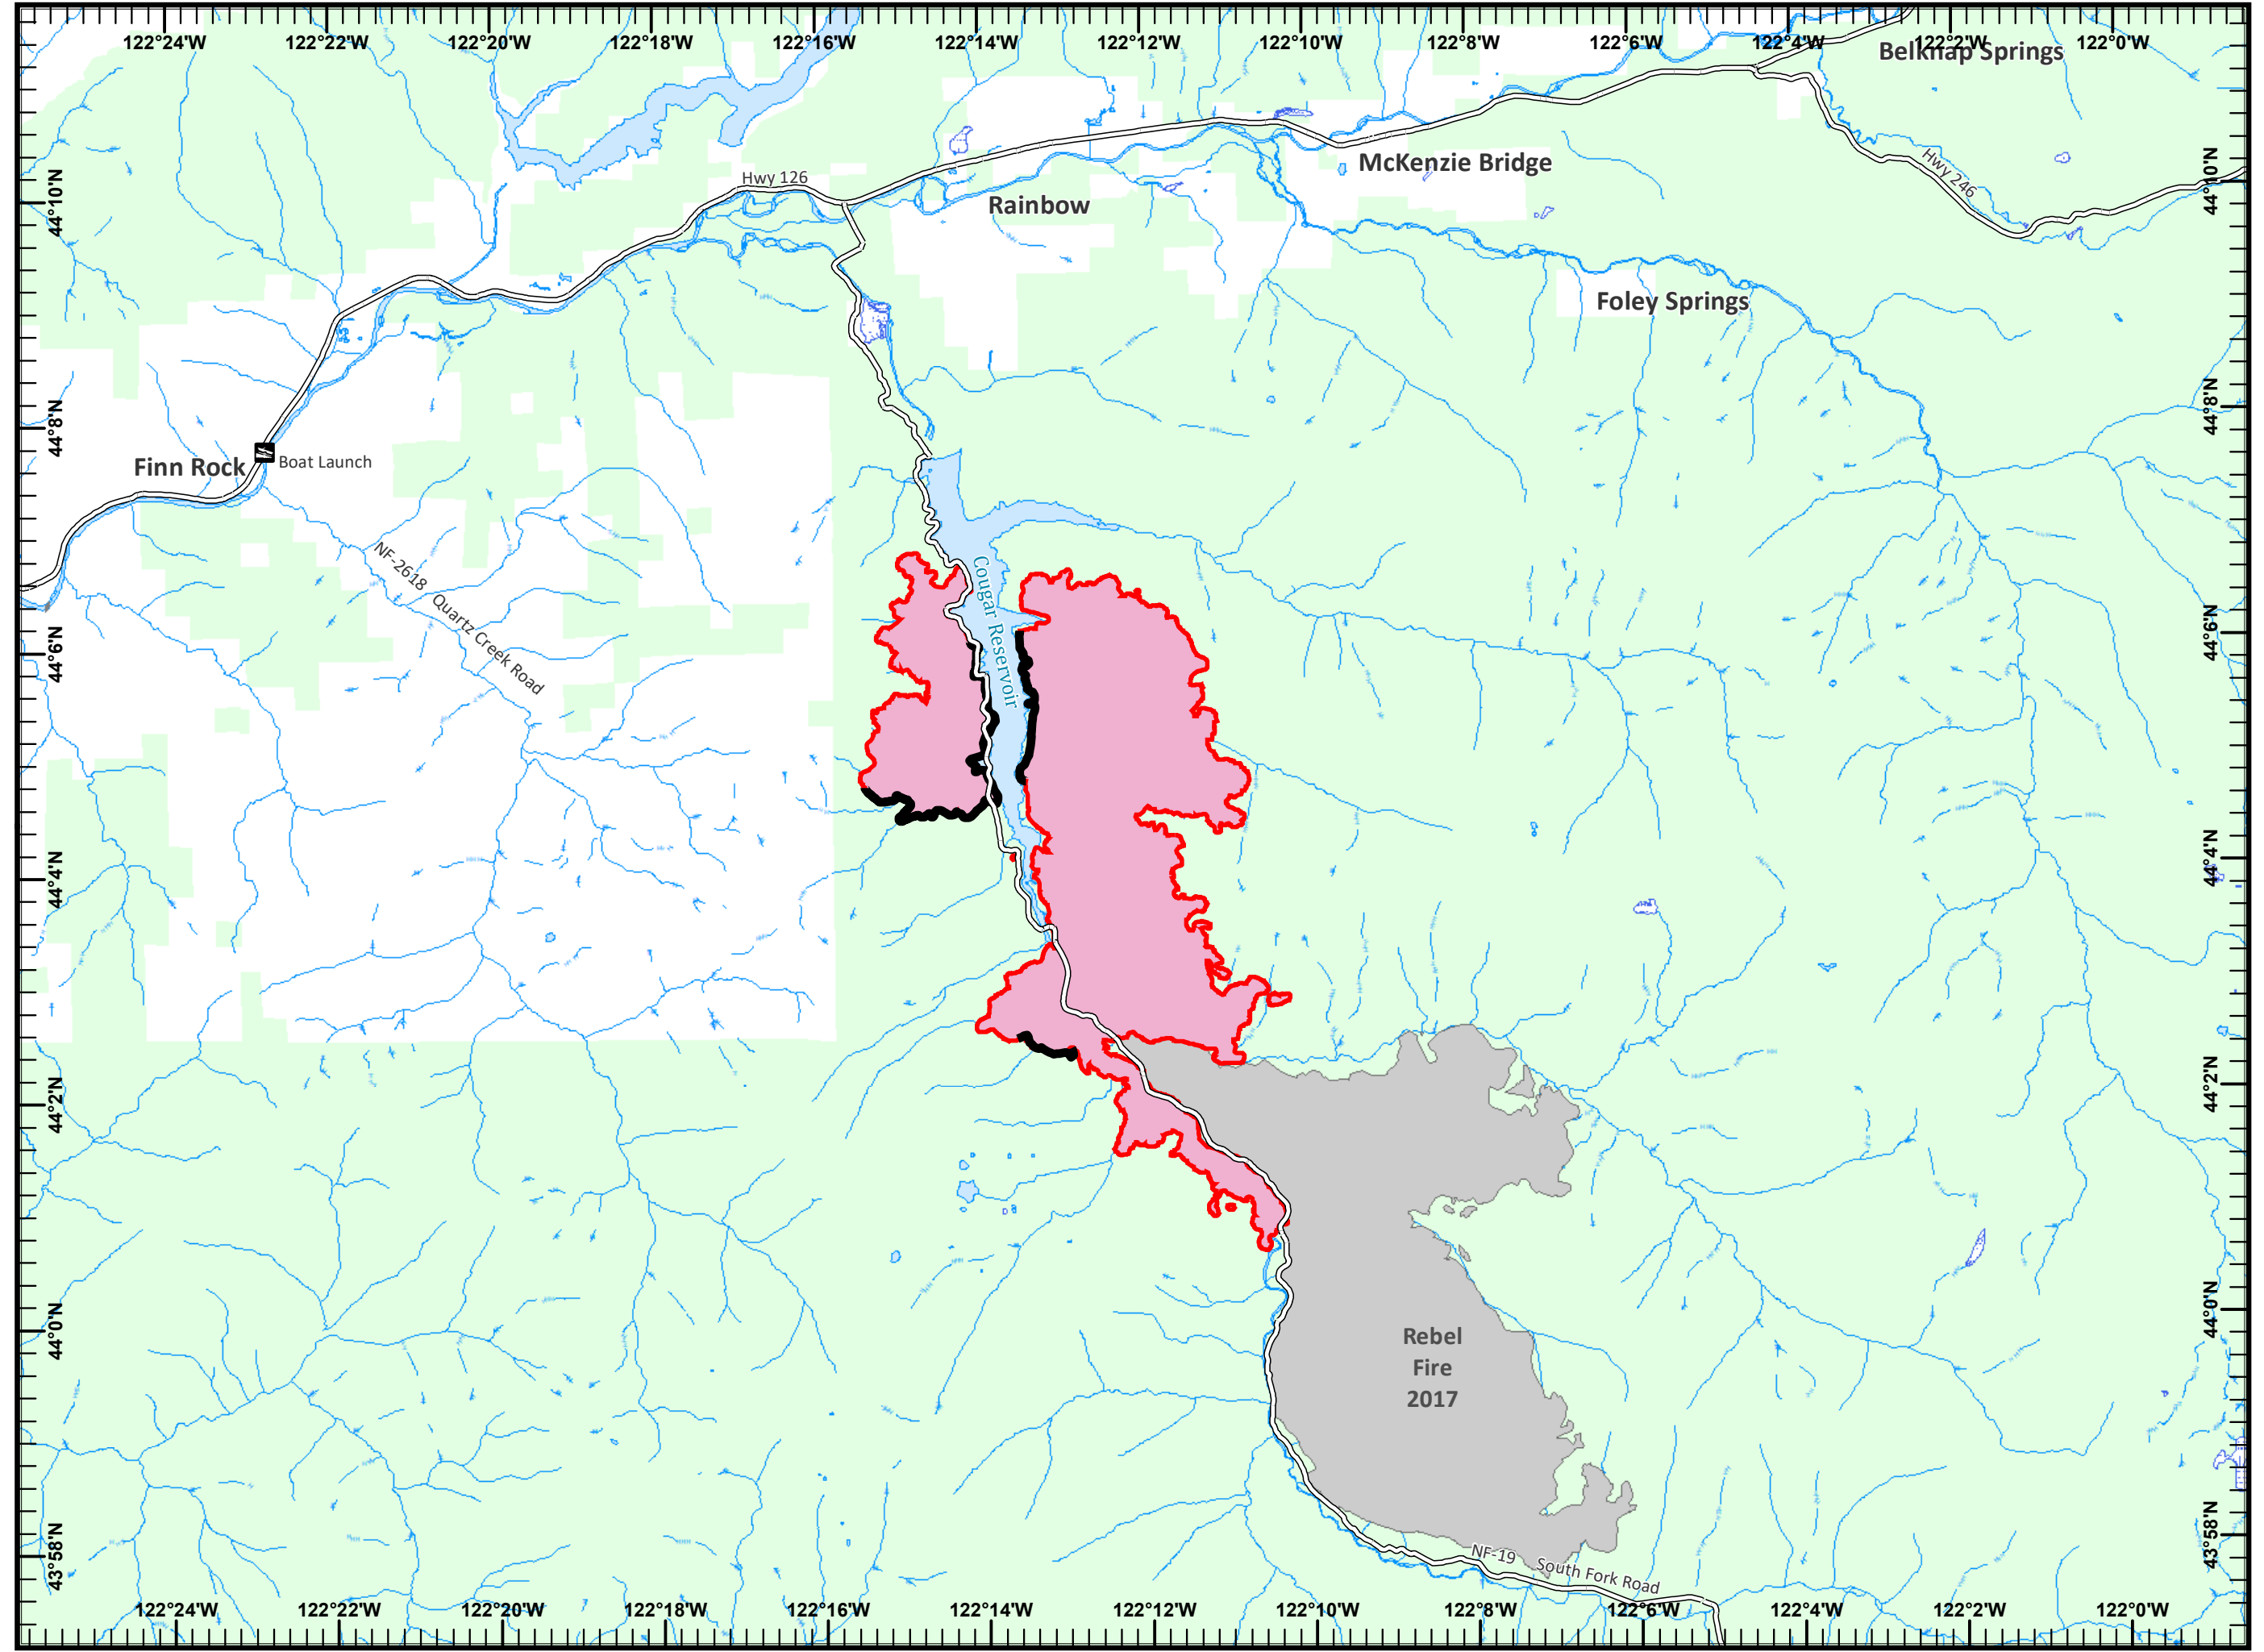 122°24'W 122°22'W 122°20'W 122°18'W 122°16'W 122°14'W 122°12'W 122°10'W 122°8'W 122°6'W 122°4'W 122°2'W 122°0'W
Belknap Springs
McKenzie Bridge
Hwy 126
Hwy 246
Rainbow
44°10'N
44°10'N
Foley Springs
44°8'N
44°8'N
Finn Rock
Boat Launch
NF-2618 Quartz Creek Road
Cougar Reservoir
44°6'N
44°6'N
44°4'N
44°4'N
44°2'N
44°2'N
44°0'N
44°0'N
Rebel
Fire
2017
43°58'N
43°58'N
NF-19 South Fork Road
122°24'W 122°22'W 122°20'W 122°18'W 122°16'W 122°14'W 122°12'W 122°10'W 122°8'W 122°6'W 122°4'W 122°2'W 122°0'W